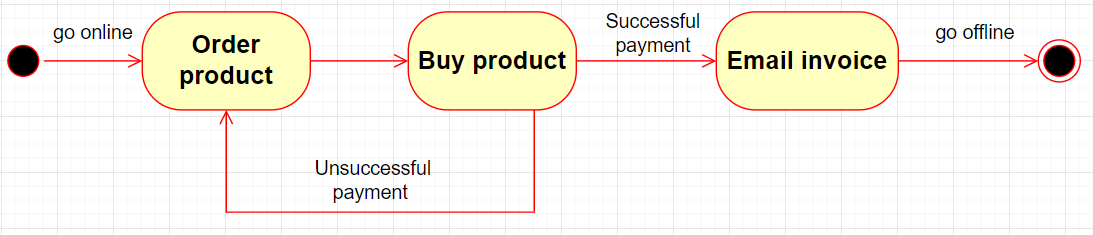 go online
Order
product
Buy product
Successful
payment
Email invoice
go offline
Unsuccessful
payment